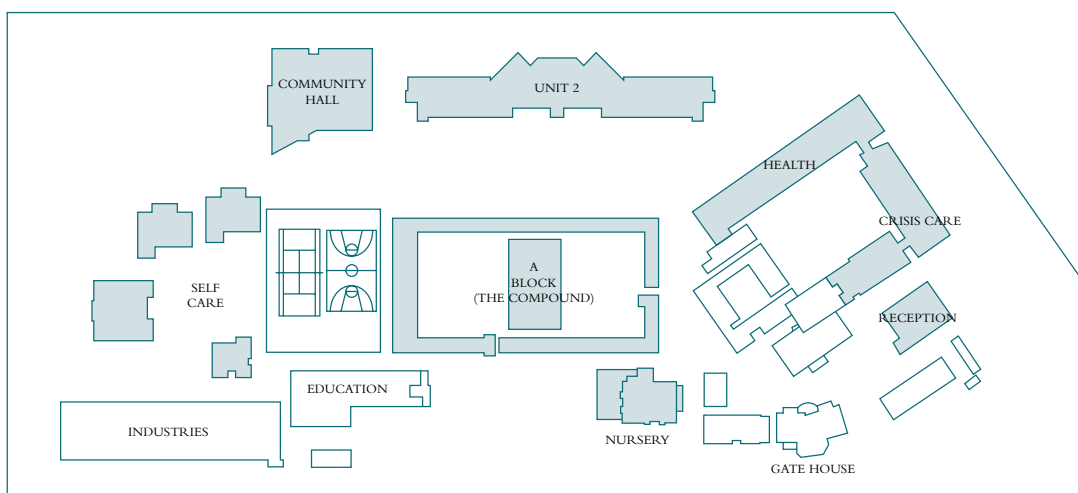 COMMUNITY
HALL
UNIT 2
HEALTH
CRISIS CARE
A
BLOCK
(THE COMPOUND)
SELF
CARE
RECEPTION
EDUCATION
INDUSTRIES
NURSERY
GATE HOUSE